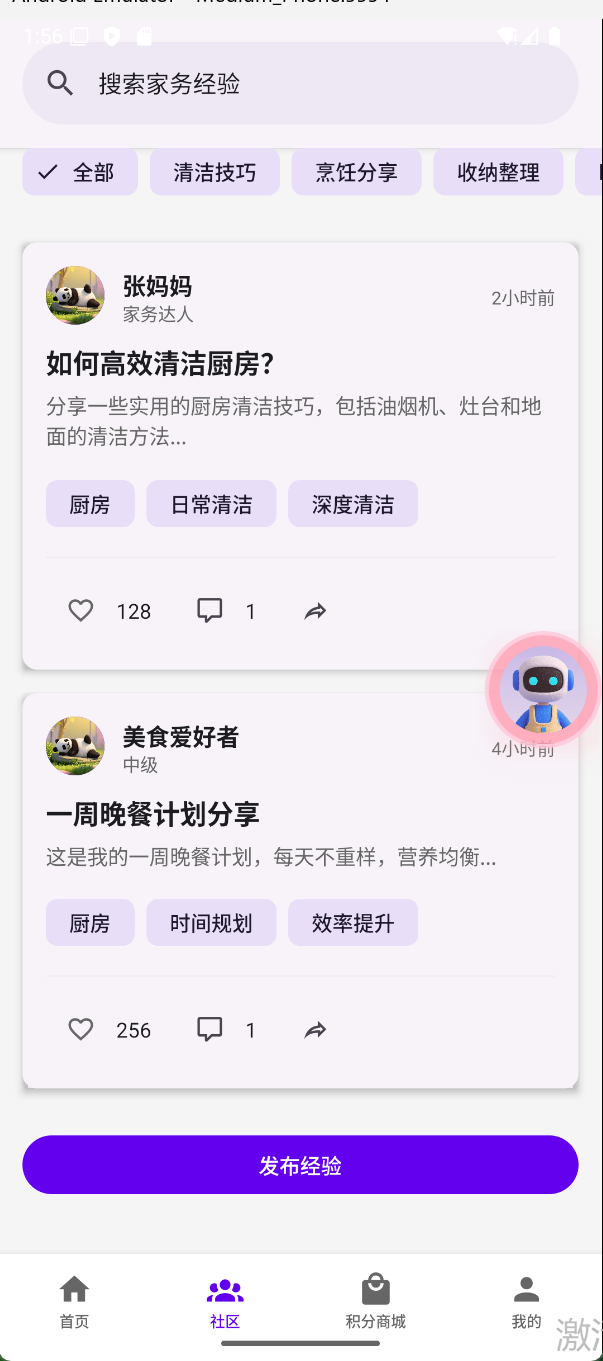 1:56
搜索家务经验
全部 清洁技巧 烹饪分享 收纳整理
张妈妈
家务达人
2小时前
如何高效清洁厨房？
分享一些实用的厨房清洁技巧，包括油烟机、灶台和地
面的清洁方法...
厨房 日常清洁 深度清洁
128 1
美食爱好者
中级
4小时前
一周晚餐计划分享
这是我的一周晚餐计划，每天不重样，营养均衡...
厨房 时间规划 效率提升
256 1
发布经验
首页 社区 积分商城 我的
激